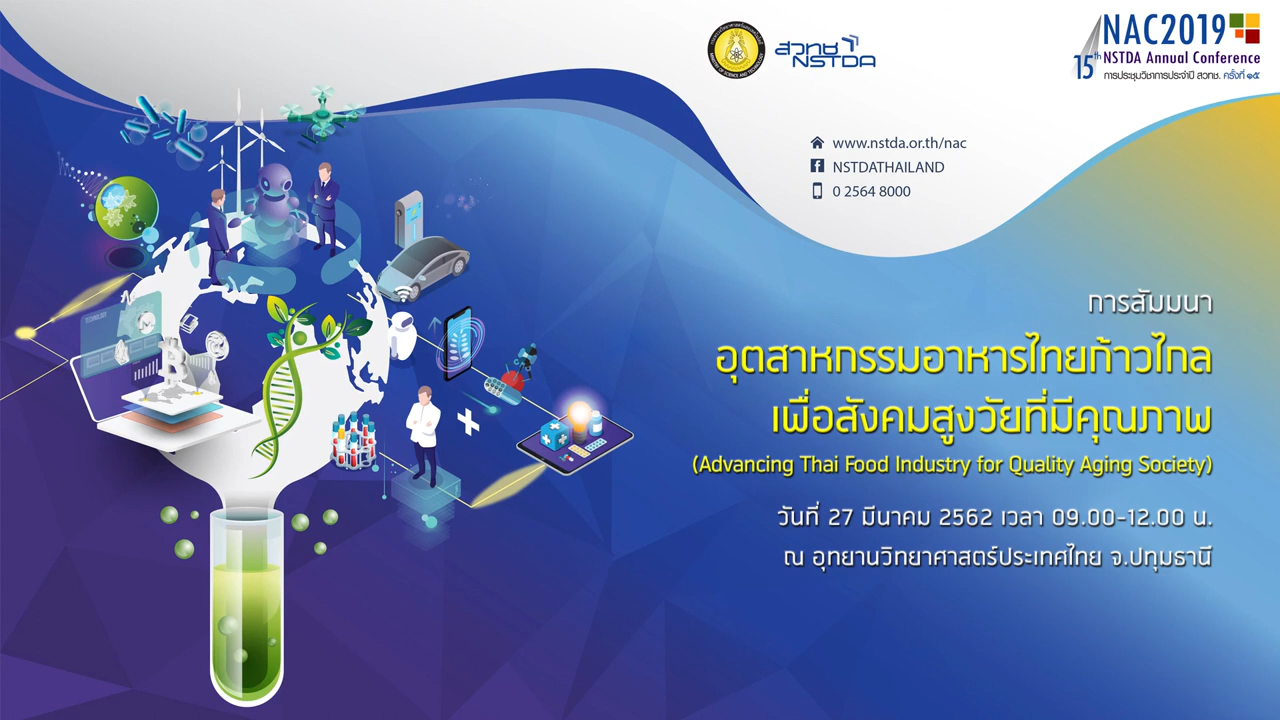 สวทช
NSTDA
NAC2019
15th NSTDA Annual Conference
การประชุมวิชาการประจำปี สวทช. ครั้งที่ ๑๕
www.nstda.or.th/nac
NSTDATHAILAND
0 2564 8000
การสัมมนา
อุตสาหกรรมอาหารไทยก้าวไกล
เพื่อสังคมสูงวัยที่มีคุณภาพ
(Advancing Thai Food Industry for Quality Aging Society)
วันที่ 27 มีนาคม 2562 เวลา 09.00-12.00 น.
ณ อุทยานวิทยาศาสตร์ประเทศไทย จ.ปทุมธานี